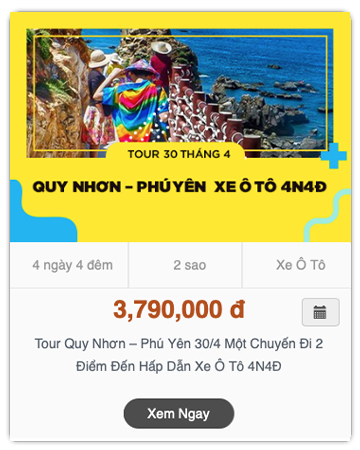 TOUR 30 THÁNG 4
QUY NHƠN – PHÚ YÊN XE Ô TÔ 4N4Đ
4 ngày 4 đêm
2 sao
Xe Ô Tô
3,790,000 đ
Tour Quy Nhơn – Phú Yên 30/4 Một Chuyến Đi 2
Điểm Đến Hấp Dẫn Xe Ô Tô 4N4Đ
Xem Ngay